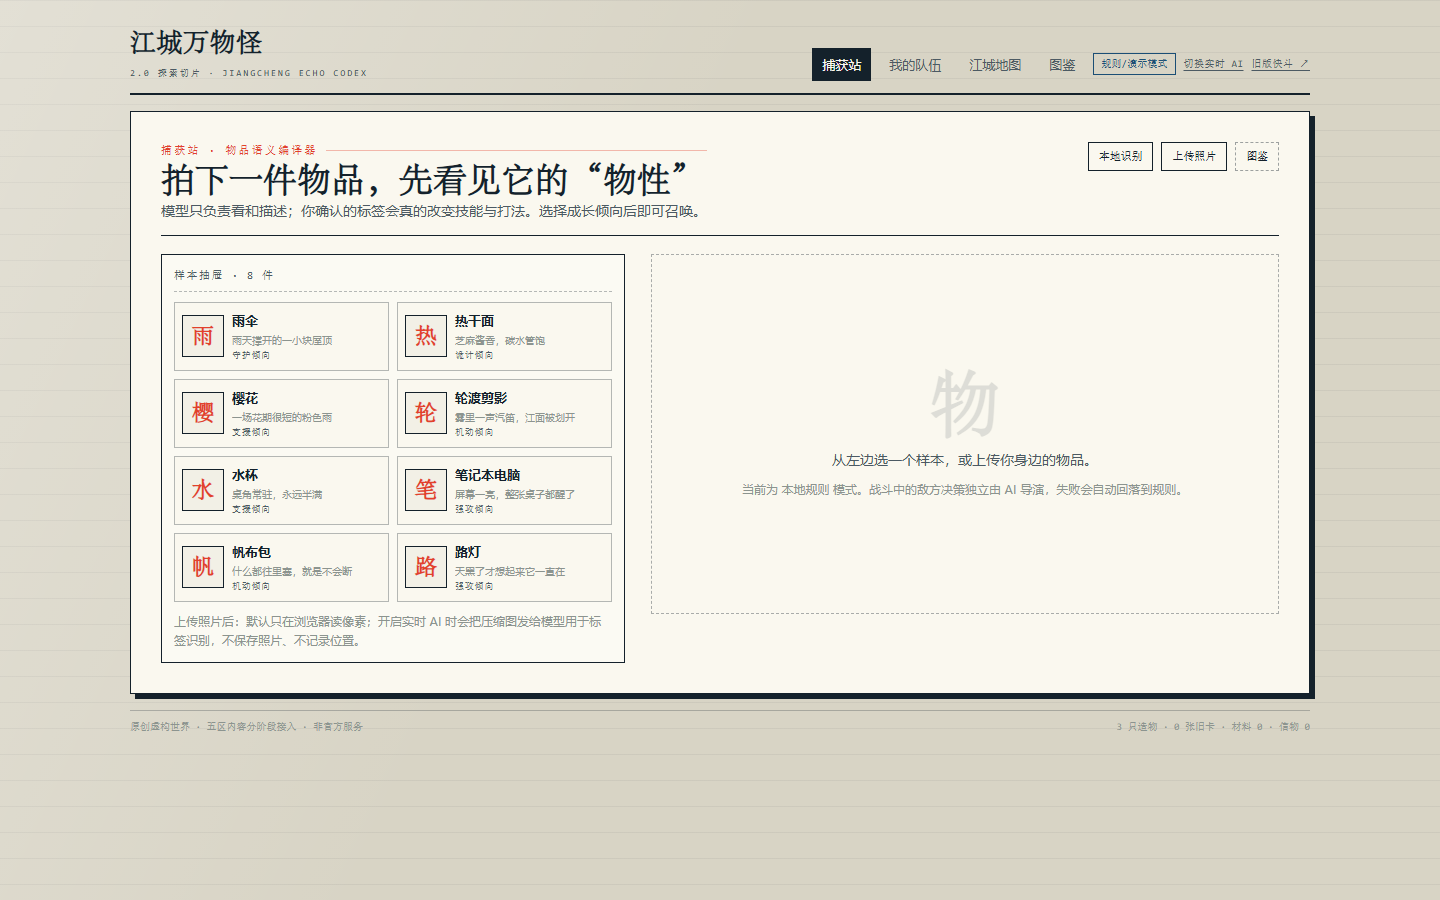 江城万物怪
2.0 探索切片 · JIANGCHENG ECHO CODEX
捕获站 我的队伍 江城地图 图鉴 规则/演示模式 切换实时 AI 旧版快斗 ↗
捕获站 · 物品语义编译器
拍下一件物品，先看见它的“物性”
模型只负责看和描述；你确认的标签会真的改变技能与打法。选择成长倾向后即可召唤。
本地识别 上传照片 图鉴
样本抽屉 · 8 件
雨
雨伞
雨天撑开的一小块屋顶
守护倾向
热
热干面
芝麻酱香，碳水管饱
诡计倾向
樱
樱花
一场花期很短的粉色雨
支援倾向
轮
轮渡剪影
雾里一声汽笛，江面被划开
机动倾向
水
水杯
桌角常驻，永远半满
支援倾向
笔
笔记本电脑
屏幕一亮，整张桌子都醒了
强攻倾向
帆
帆布包
什么都往里塞，就是不会断
机动倾向
路
路灯
天黑了才想起来它一直在
强攻倾向
上传照片后：默认只在浏览器读像素；开启实时 AI 时会把压缩图发给模型用于标
签识别，不保存照片、不记录位置。
物
从左边选一个样本，或上传你身边的物品。
当前为 本地规则 模式。战斗中的敌方决策独立由 AI 导演，失败会自动回落到规则。
原创虚构世界 · 五区内容分阶段接入 · 非官方服务
3 只造物 · 0 张旧卡 · 材料 0 · 信物 0